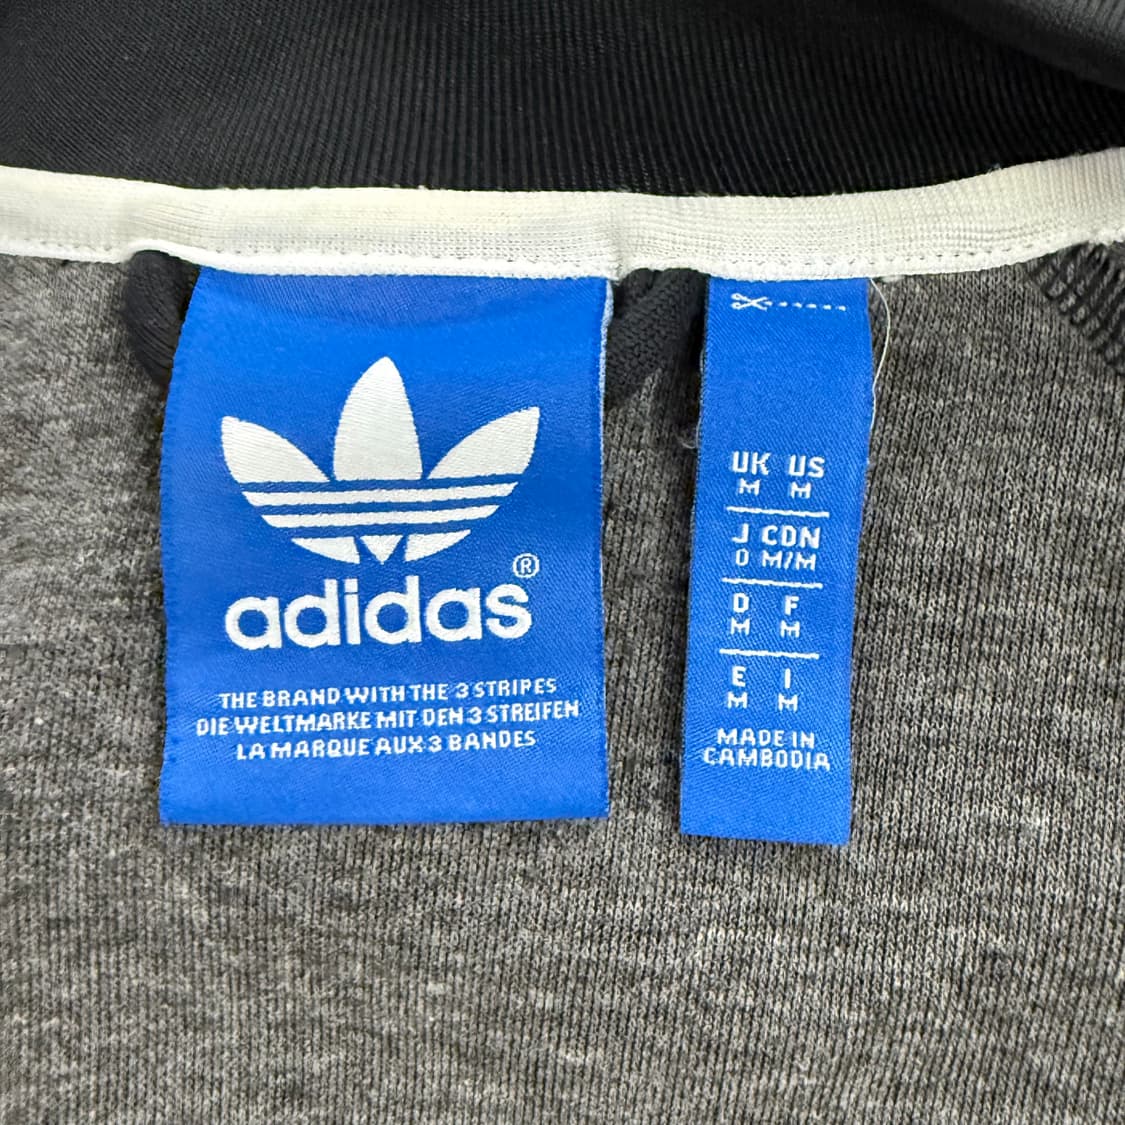 adidas®
THE BRAND WITH THE 3 STRIPES
DIE WELTMARKE MIT DEN 3 STREIFEN
LA MARQUE AUX 3 BANDES
UK US
M M
J CDN
O M/M
D F
M M
E I
M M
MADE IN
CAMBODIA